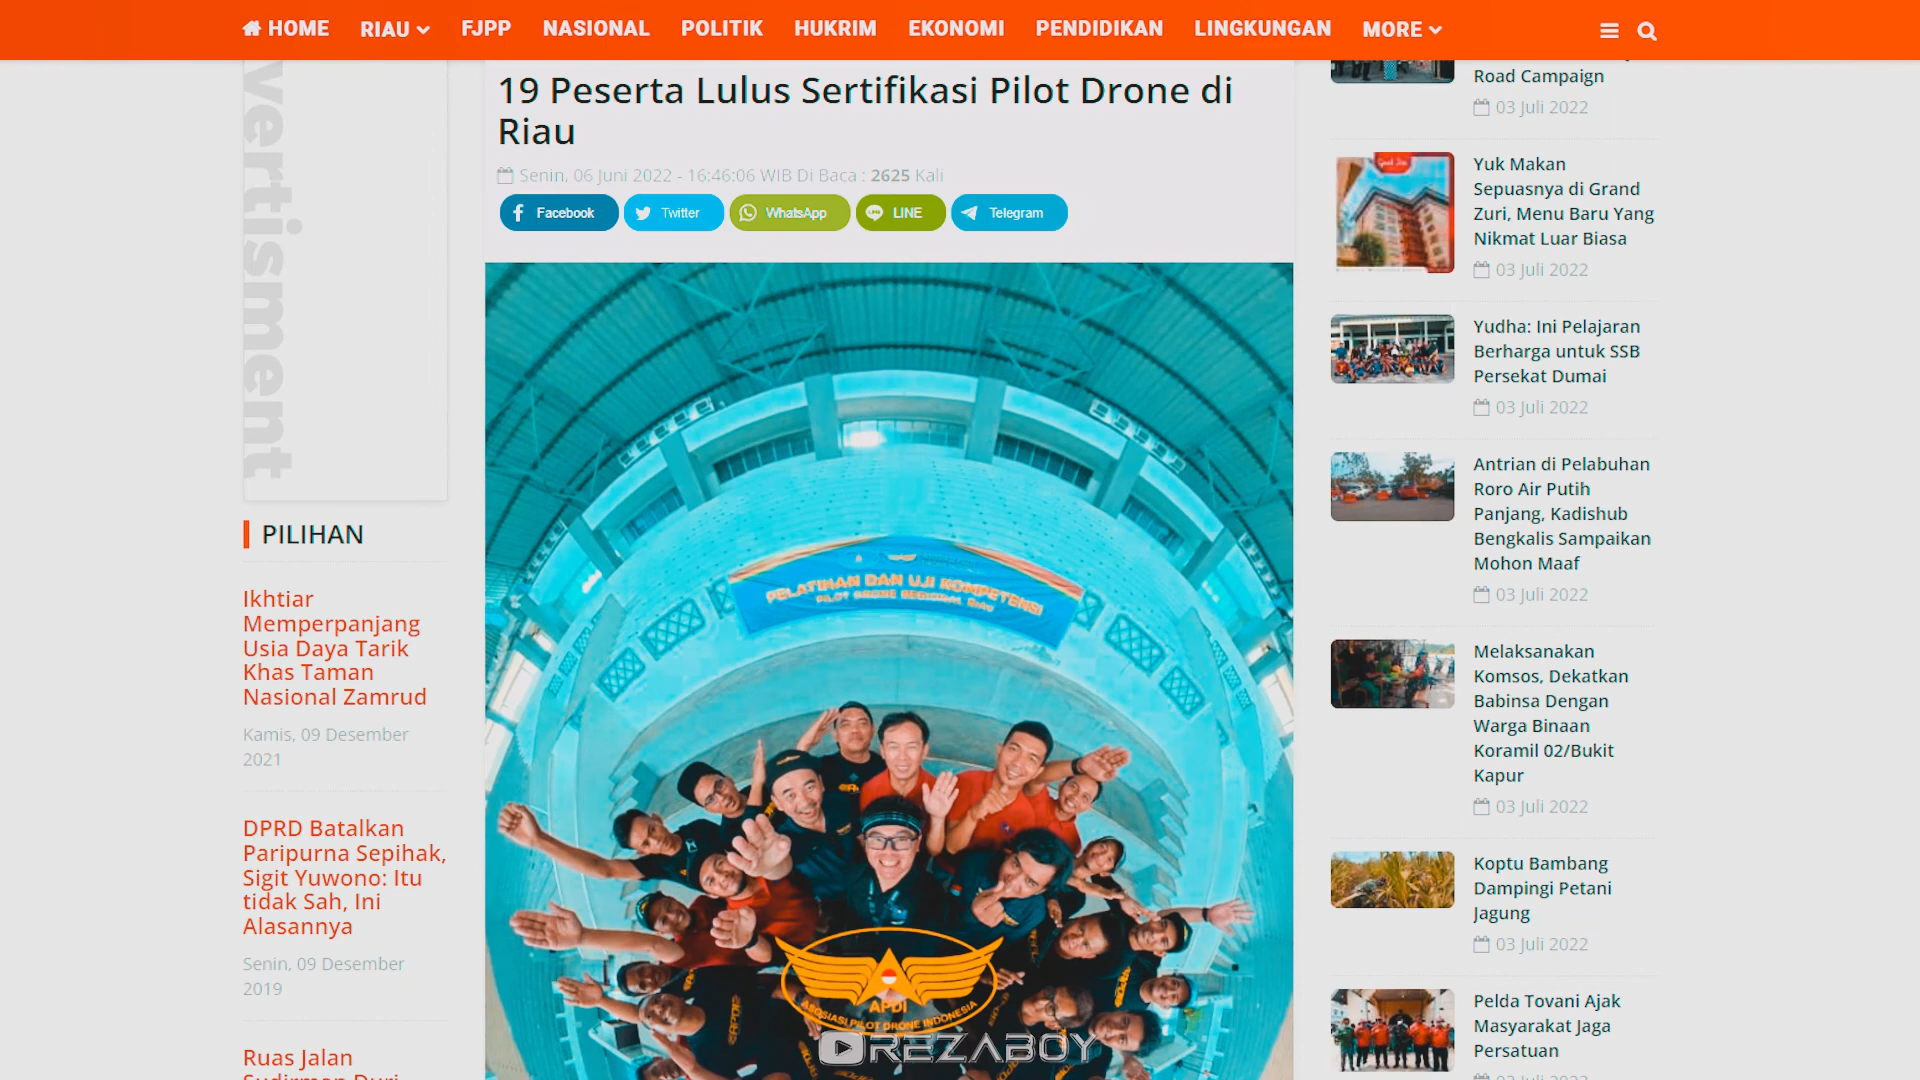 HOME
RIAU
FJPP
NASIONAL
POLITIK
HUKRIM
EKONOMI
PENDIDIKAN
LINGKUNGAN
MORE
vertisment
PILIHAN
Ikhtiar
Memperpanjang
Usia Daya Tarik
Khas Taman
Nasional Zamrud
Kamis, 09 Desember
2021
DPRD Batalkan
Paripurna Sepihak,
Sigit Yuwono: Itu
tidak Sah, Ini
Alasannya
Senin, 09 Desember
2019
Ruas Jalan
Sudirman Duri
19 Peserta Lulus Sertifikasi Pilot Drone di
Riau
Senin, 06 Juni 2022 - 16:46:06 WIB Di Baca : 2625 Kali
Facebook
Twitter
WhatsApp
LINE
Telegram
PELATIHAN DAN UJI KOMPETENSI
PILOT DRONE
APDI
ASOSIASI PILOT DRONE INDONESIA
REZABOY
Road Campaign
03 Juli 2022
Yuk Makan
Sepuasnya di Grand
Zuri, Menu Baru Yang
Nikmat Luar Biasa
03 Juli 2022
Yudha: Ini Pelajaran
Berharga untuk SSB
Persekat Dumai
03 Juli 2022
Antrian di Pelabuhan
Roro Air Putih
Panjang, Kadishub
Bengkalis Sampaikan
Mohon Maaf
03 Juli 2022
Melaksanakan
Komsos, Dekatkan
Babinsa Dengan
Warga Binaan
Koramil 02/Bukit
Kapur
03 Juli 2022
Koptu Bambang
Dampingi Petani
Jagung
03 Juli 2022
Pelda Tovani Ajak
Masyarakat Jaga
Persatuan
03 Juli 2022